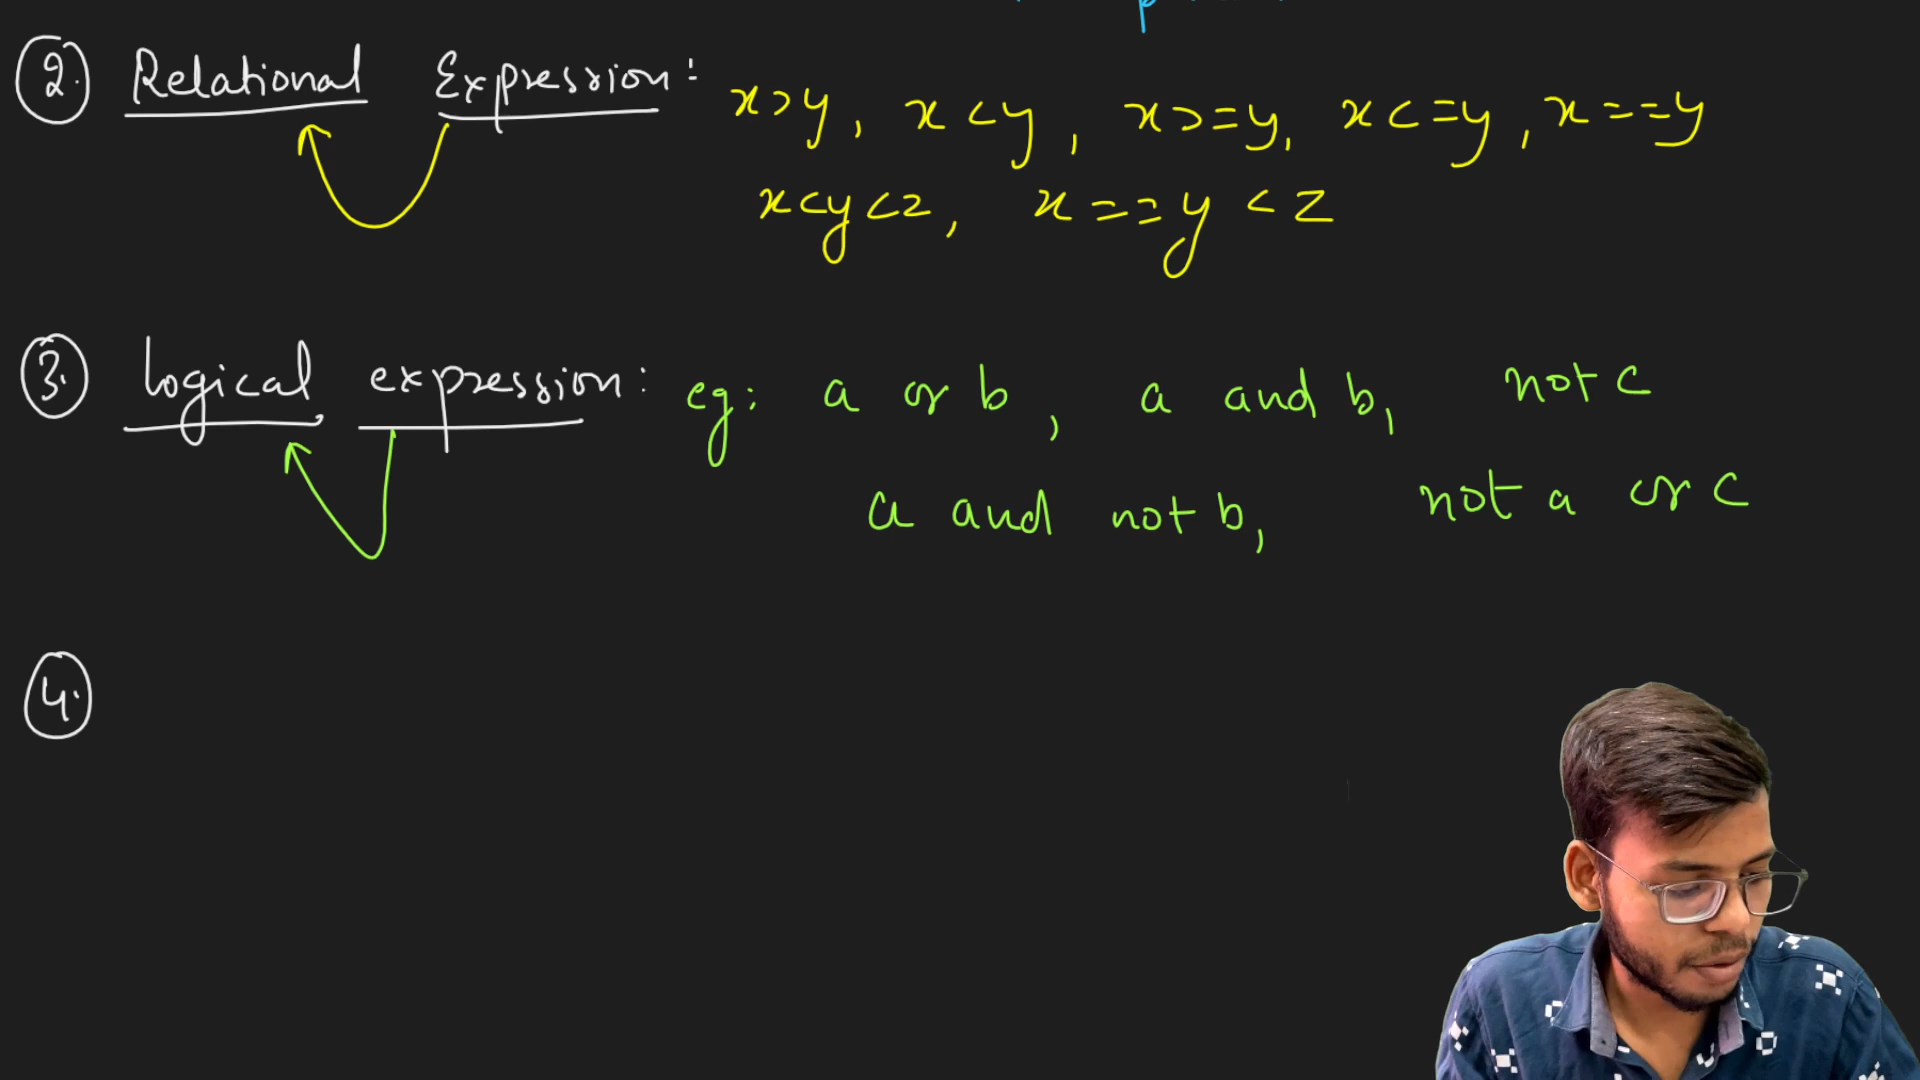 2. Relational Expression: x>y, x<y, x>=y, x<=y, x==y
x<y<z, x==y<z
3. logical expression: eg: a or b, a and b, not c
a and not b, not a or c
4.